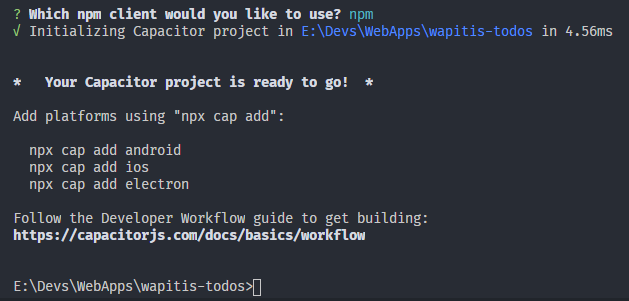 ? Which npm client would you like to use? npm
√ Initializing Capacitor project in E:\Devs\WebApps\wapitis-todos in 4.56ms
*   Your Capacitor project is ready to go!  *
Add platforms using "npx cap add":
npx cap add android
npx cap add ios
npx cap add electron
Follow the Developer Workflow guide to get building:
https://capacitorjs.com/docs/basics/workflow
E:\Devs\WebApps\wapitis-todos>